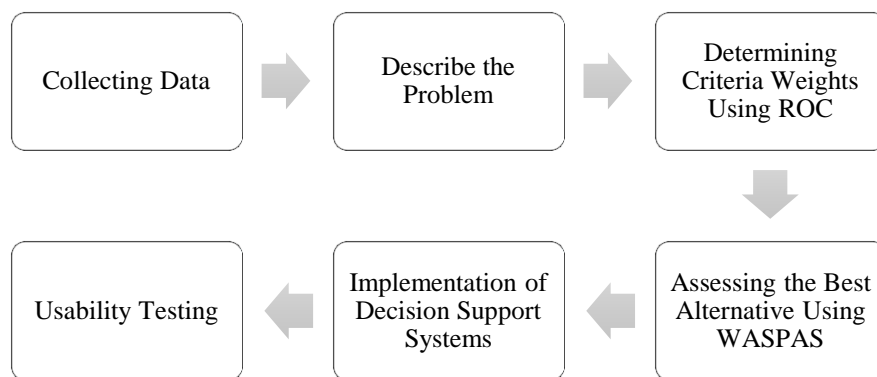 Collecting Data
Describe the
Problem
Determining
Criteria Weights
Using ROC
Assessing the Best
Alternative Using
WASPAS
Implementation of
Decision Support
Systems
Usability Testing